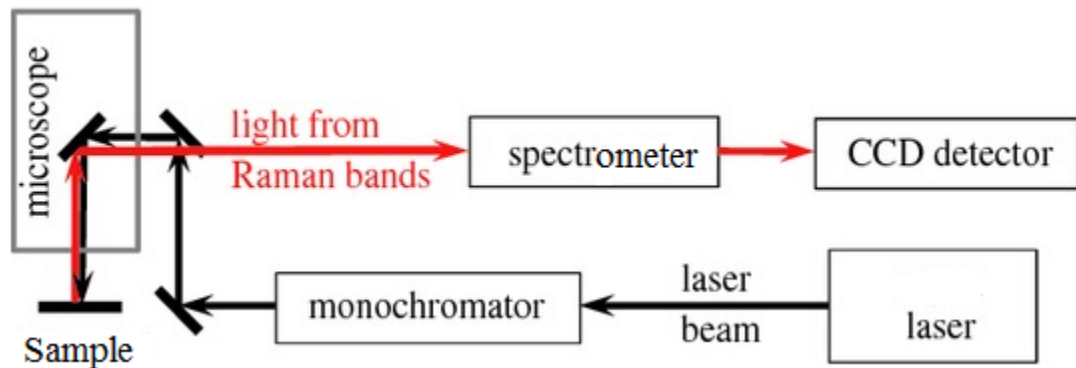 microscope
light from
Raman bands
spectrometer
CCD detector
monochromator
laser
beam
laser
Sample